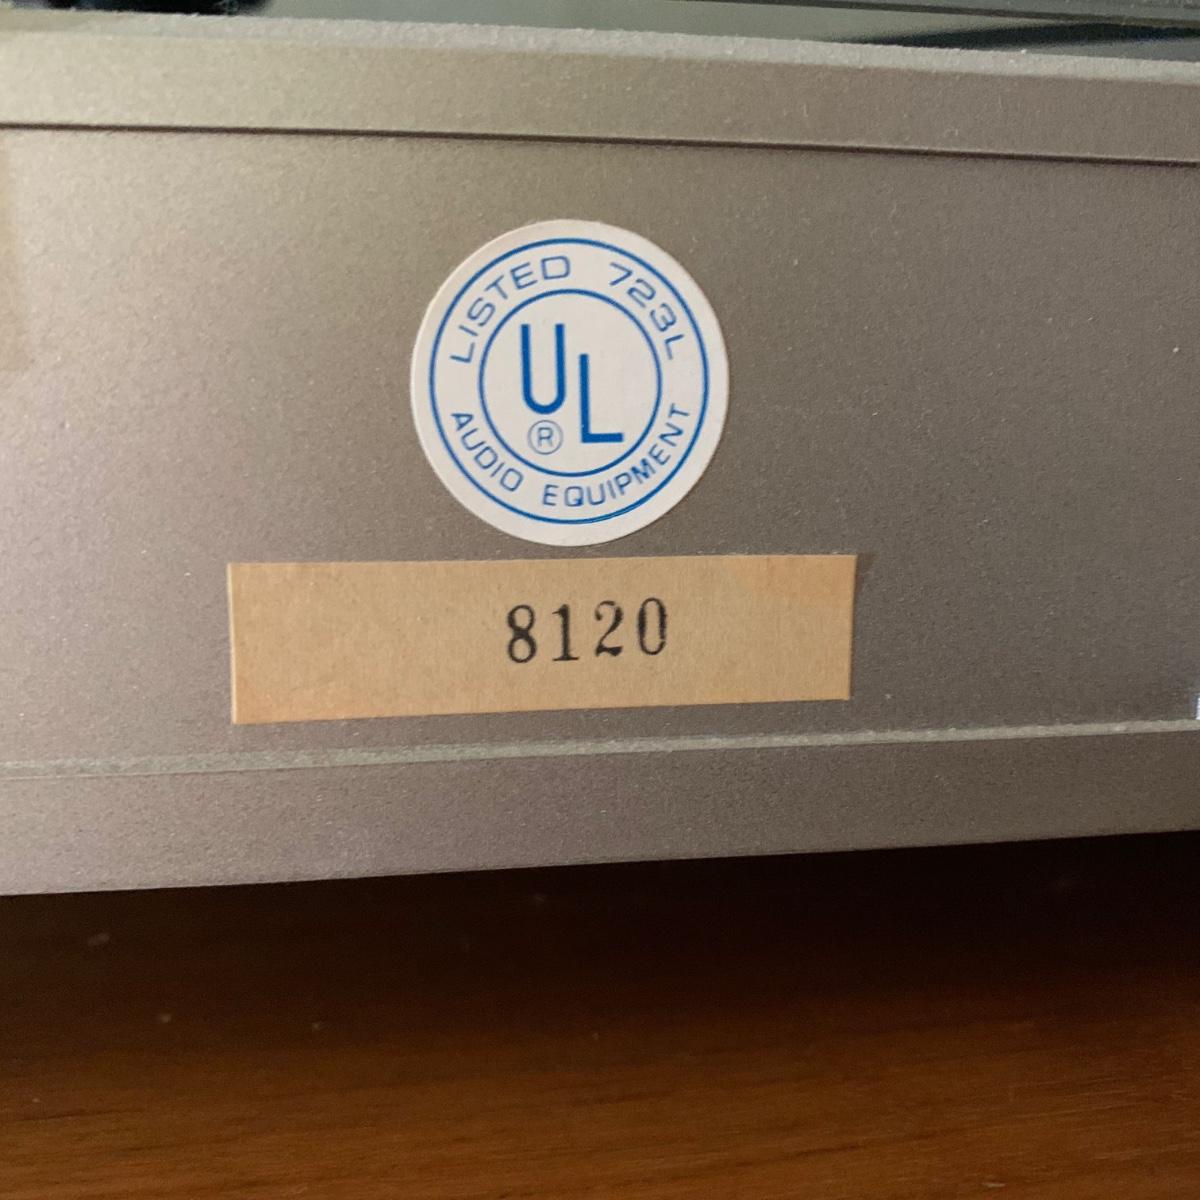 LISTED 723L
UL
®
AUDIO EQUIPMENT
8120